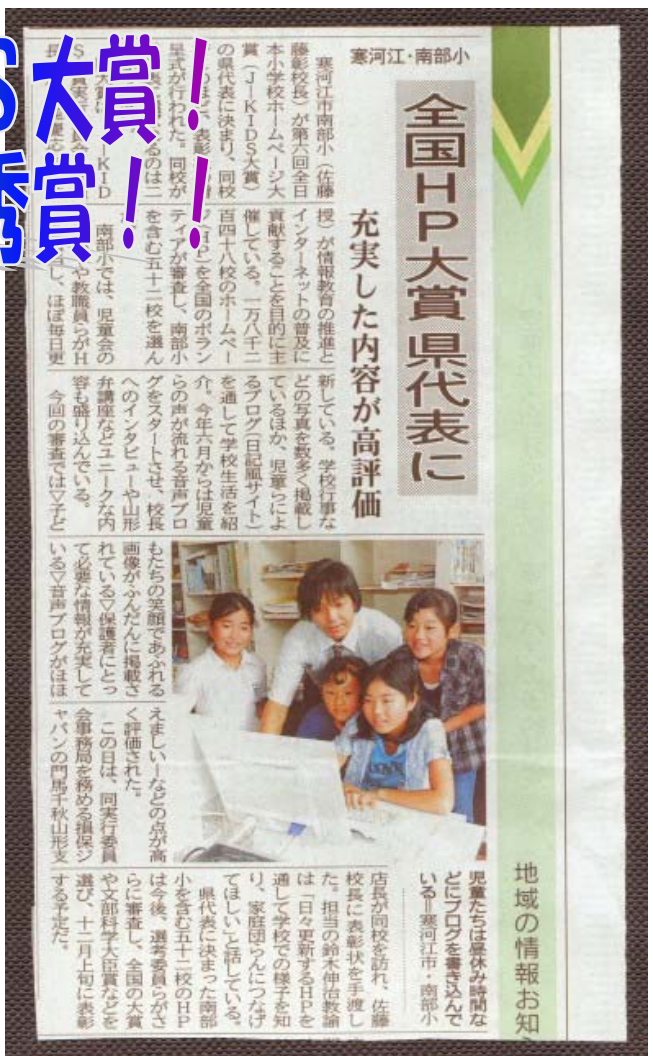 S大賞！
秀賞！！
寒河江・南部小
全国HP大賞 県代表に
充実した内容が高評価
寒河江市南部小（佐
藤彰校長）が第六回全日
本小学校ホームページ大
賞（J―KIDS大賞）
の県代表に決まり、同校
のほど、表彰
呈式が行われた。同校が
るのは二
KID
S
授）が情報教育の推進と
インターネットの普及に
貢献することを目的に主
催している。一万八千二
百四十八校のホームペー
ジ（HP）を全国のボラン
ティアが審査し、南部小
を含む五十二校を選ん
南部小では、児童会の
や教職員らがH
し、ほぼ毎日更
新している。学校行事な
どの写真を数多く掲載し
ているほか、児童らによ
るブログ（日記風サイト）
を通して学校生活を紹
介。今年六月からは児童
らの声が流れる音声ブロ
グをスタートさせ、校長
へのインタビューや山形
弁講座などユニークな内
容も盛り込んでいる。
今回の審査では▽子ど
もたちの笑顔であふれる
画像がふんだんに掲載さ
れている▽保護者にとっ
て必要な情報が充実して
いる▽音声ブログがほほ
えましい―などの点が高
く評価された。
この日は、同実行委員
会事務局を務める損保ジ
ャパンの門馬千秋山形支
店長が同校を訪れ、佐藤
校長に表彰状を手渡し
た。担当の鈴木伸治教諭
は「日々更新するHPを
通して学校での様子を知
り、家庭団らんにつなげ
てほしい」と話している。
県代表に決まった南部
小を含む五十二校のHP
は今後、選考委員らがさ
らに審査し、全国の大賞
や文部科学大臣賞などを
選び、十二月上旬に表彰
する予定だ。
児童たちは昼休み時間な
どにブログを書き込んで
いる＝寒河江市・南部小
地域の情報お知